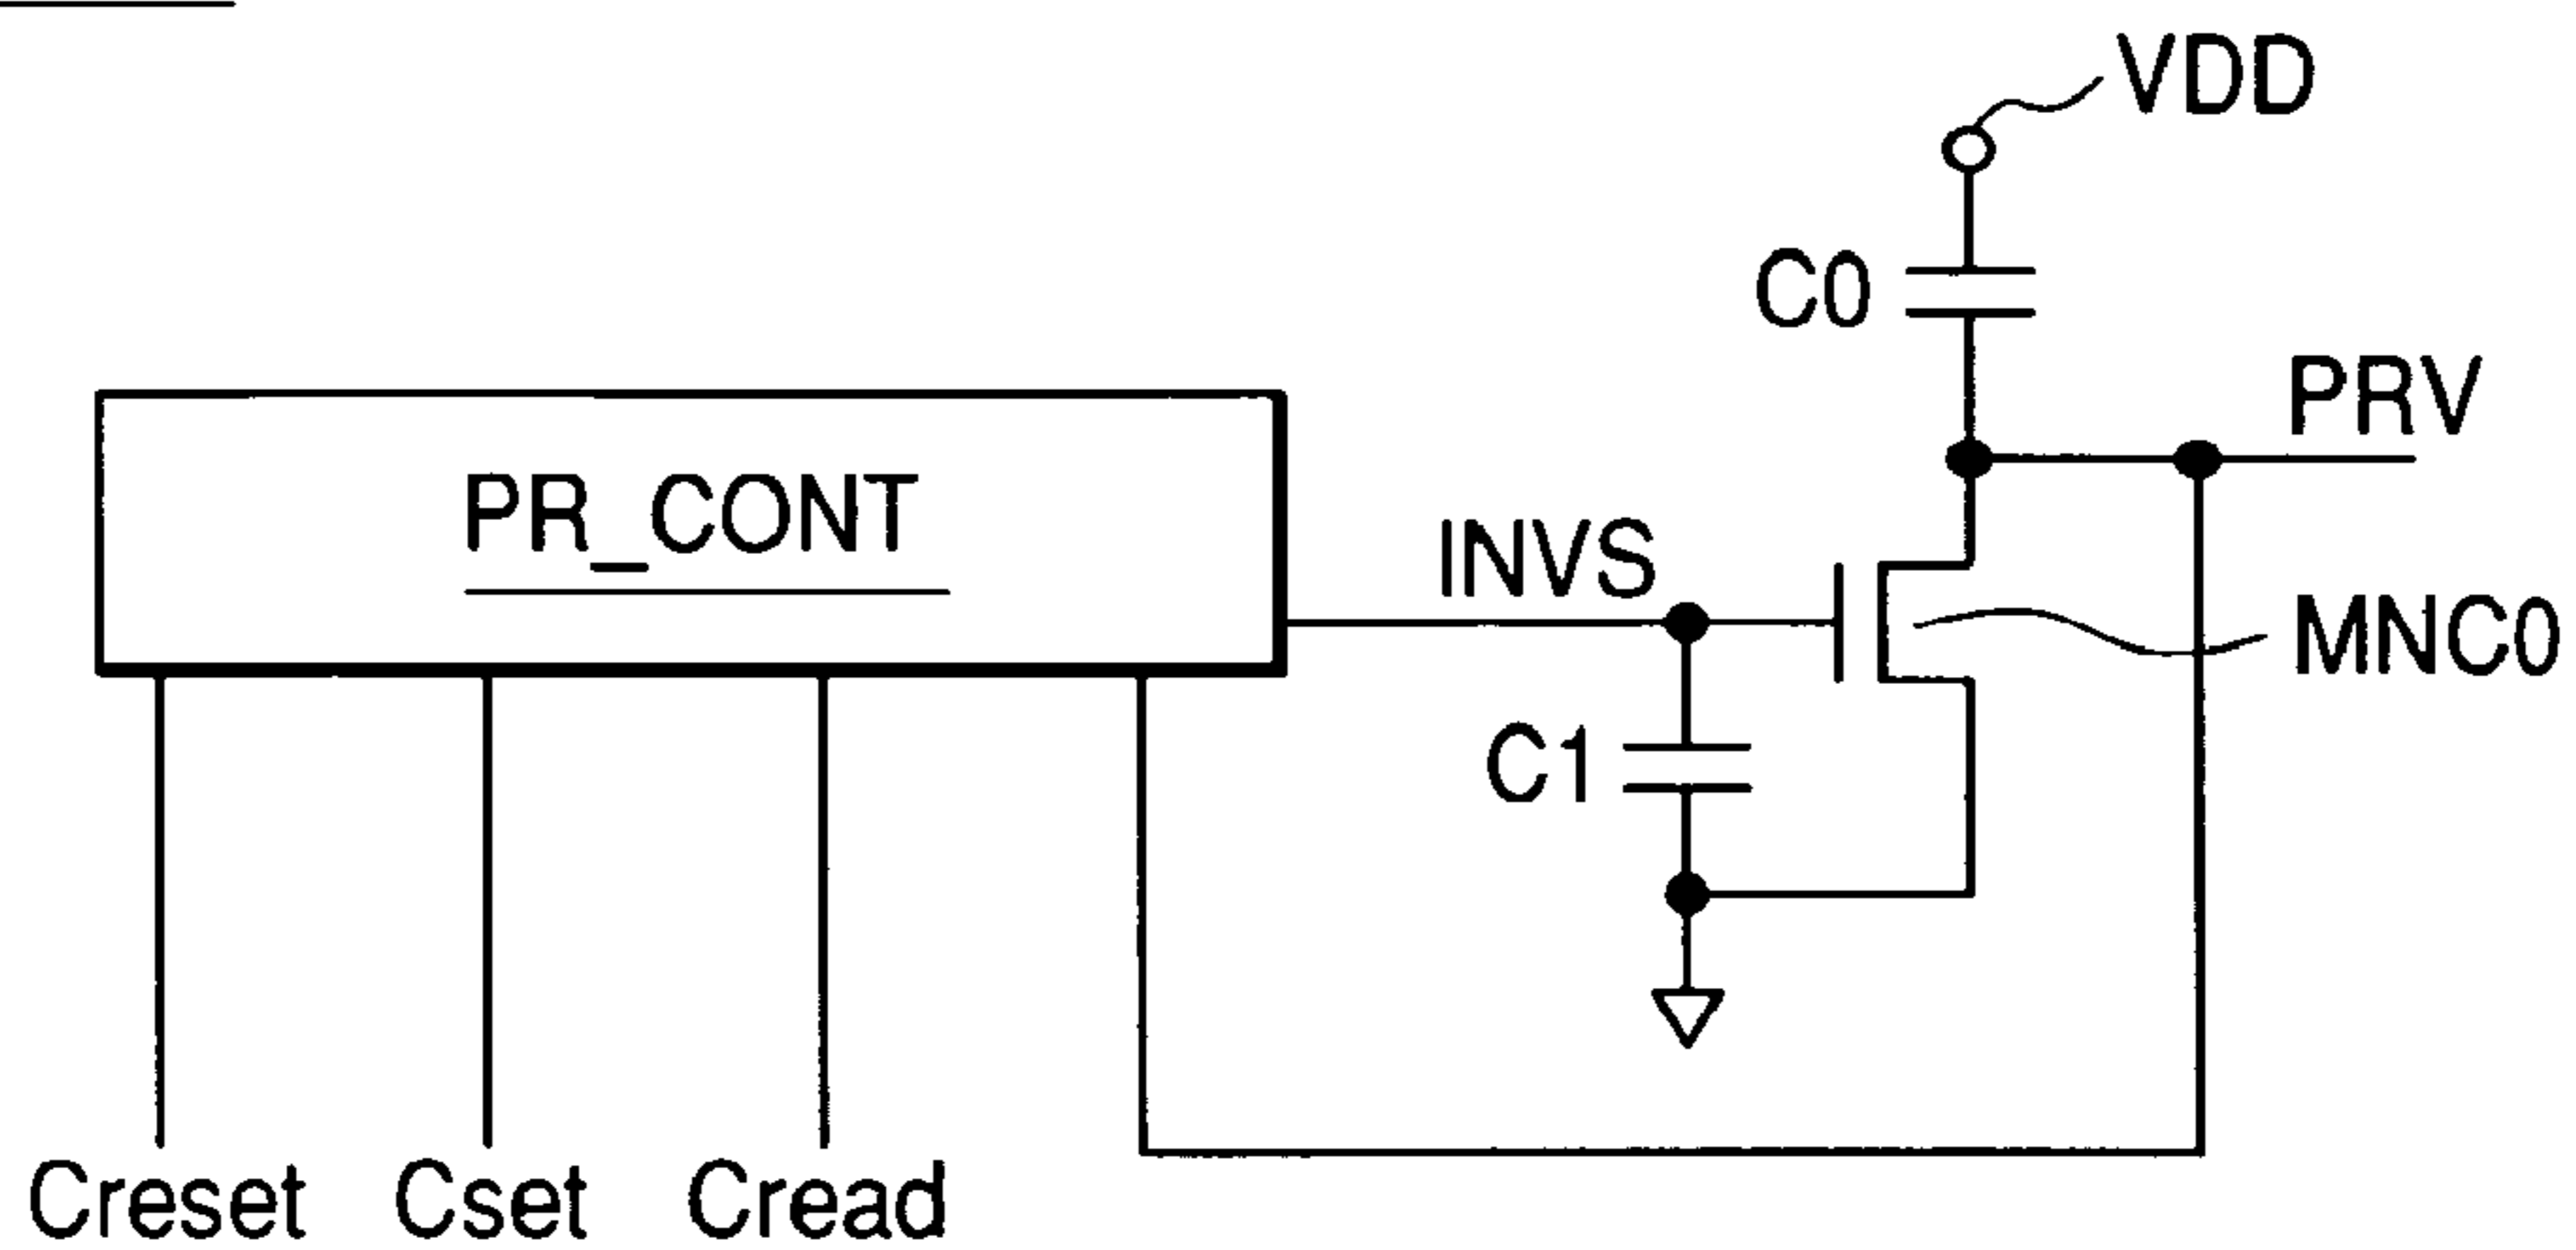 VDD
C0
PRV
PR_CONT
INVS
MNC0
C1
Creset Cset Cread